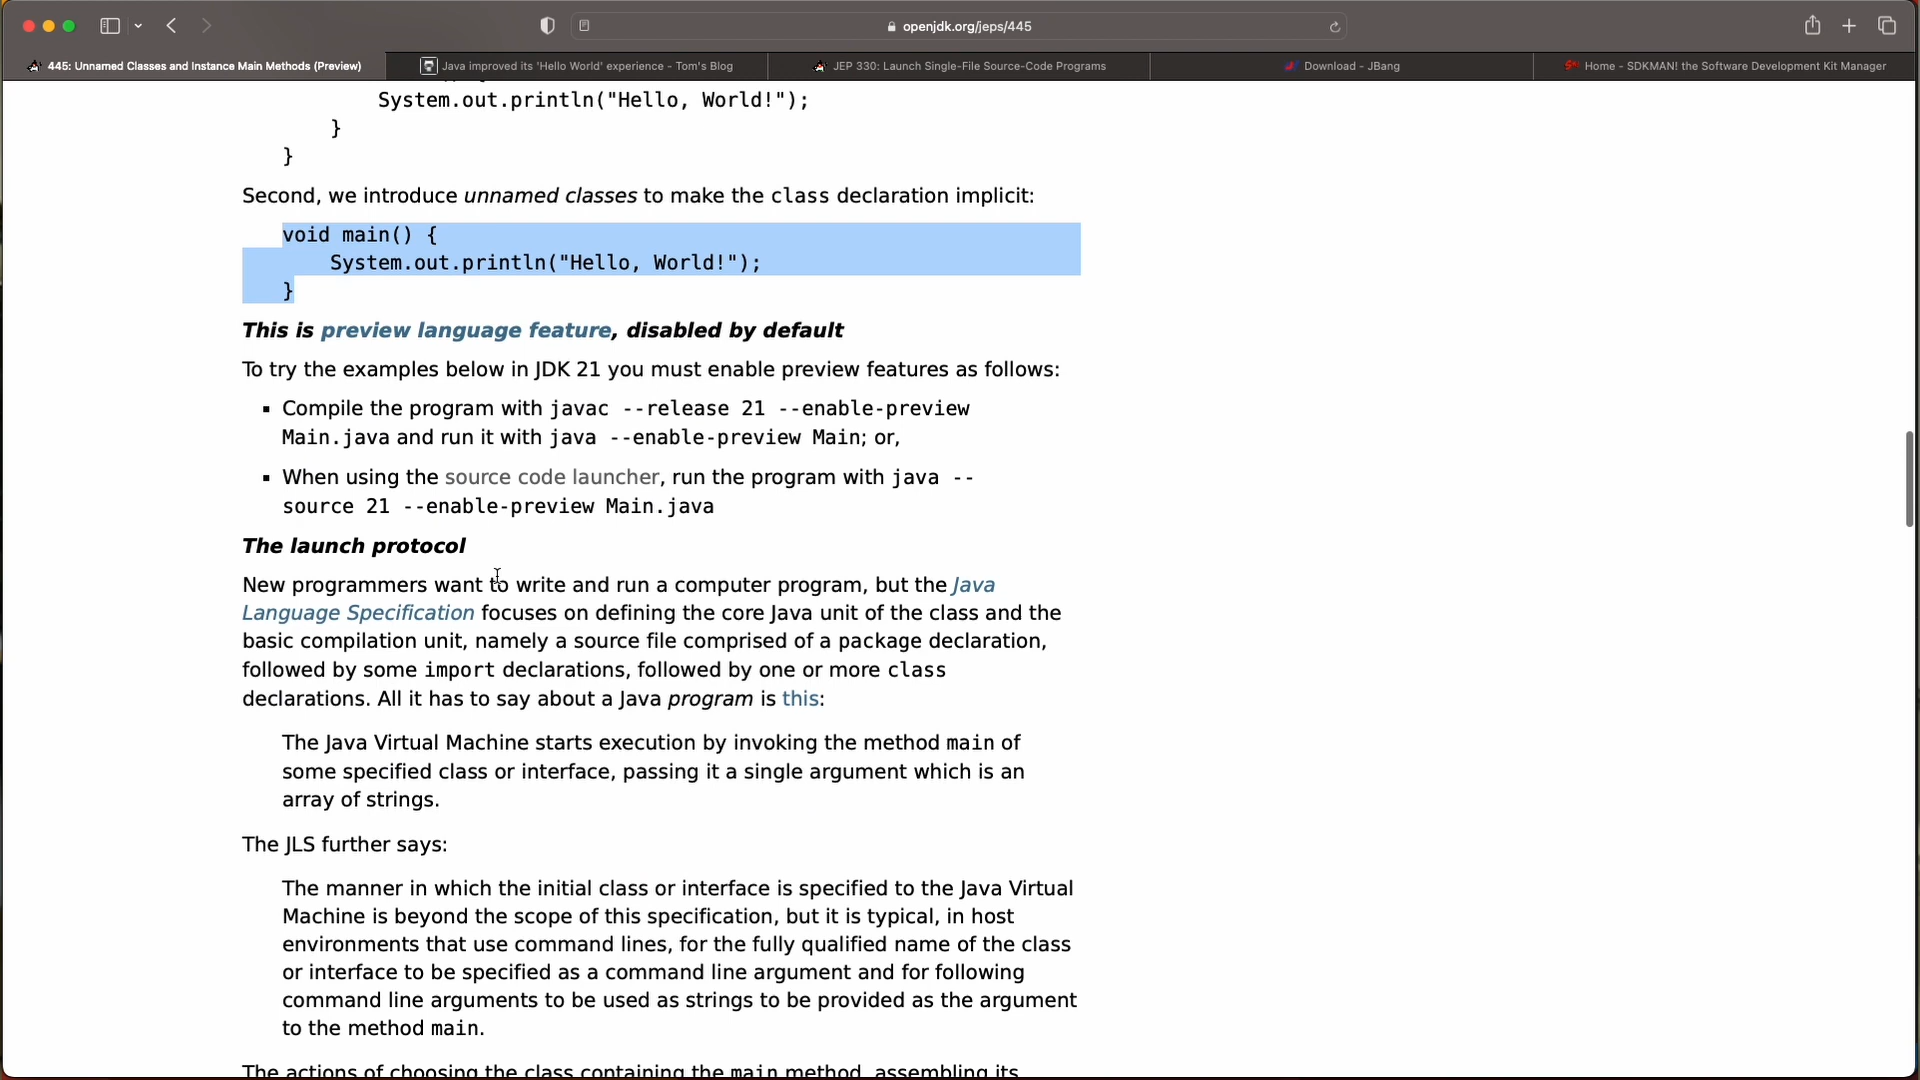 openjdk.org/jeps/445
445: Unnamed Classes and Instance Main Methods (Preview)
Java improved its 'Hello World' experience - Tom's Blog
JEP 330: Launch Single-File Source-Code Programs
Download - JBang
Home - SDKMAN! the Software Development Kit Manager
System.out.println("Hello, World!");
}
}
Second, we introduce unnamed classes to make the class declaration implicit:
void main() {
System.out.println("Hello, World!");
}
This is preview language feature, disabled by default
To try the examples below in JDK 21 you must enable preview features as follows:
▪ Compile the program with javac --release 21 --enable-preview
Main.java and run it with java --enable-preview Main; or,
▪ When using the source code launcher, run the program with java --
source 21 --enable-preview Main.java
The launch protocol
New programmers want to write and run a computer program, but the Java
Language Specification focuses on defining the core Java unit of the class and the
basic compilation unit, namely a source file comprised of a package declaration,
followed by some import declarations, followed by one or more class
declarations. All it has to say about a Java program is this:
The Java Virtual Machine starts execution by invoking the method main of
some specified class or interface, passing it a single argument which is an
array of strings.
The JLS further says:
The manner in which the initial class or interface is specified to the Java Virtual
Machine is beyond the scope of this specification, but it is typical, in host
environments that use command lines, for the fully qualified name of the class
or interface to be specified as a command line argument and for following
command line arguments to be used as strings to be provided as the argument
to the method main.
The actions of choosing the class containing the main method, assembling its